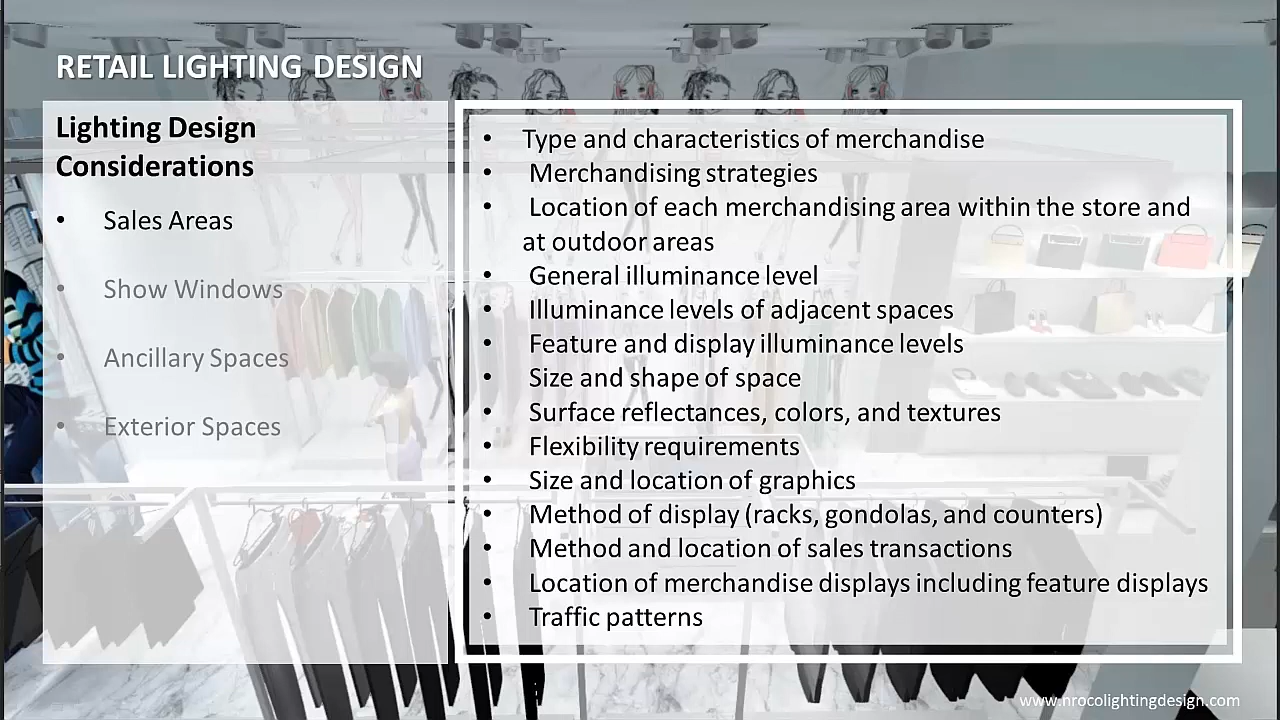 RETAIL LIGHTING DESIGN
Lighting Design
Considerations
• Sales Areas
• Show Windows
• Ancillary Spaces
• Exterior Spaces
• Type and characteristics of merchandise
• Merchandising strategies
• Location of each merchandising area within the store and
at outdoor areas
• General illuminance level
• Illuminance levels of adjacent spaces
• Feature and display illuminance levels
• Size and shape of space
• Surface reflectances, colors, and textures
• Flexibility requirements
• Size and location of graphics
• Method of display (racks, gondolas, and counters)
• Method and location of sales transactions
• Location of merchandise displays including feature displays
• Traffic patterns
www.nrocolightingdesign.com